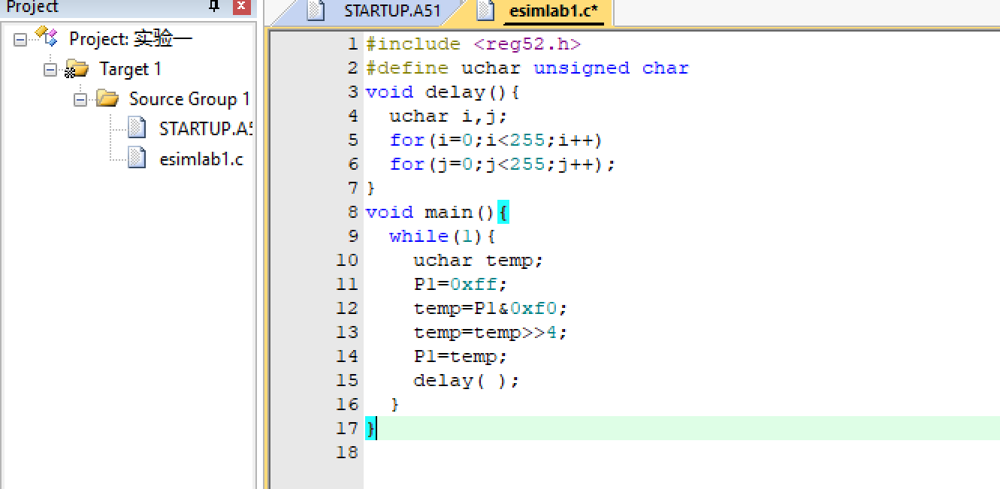 Project
STARTUP.A51
esimlab1.c*
Project: 实验一
Target 1
Source Group 1
STARTUP.A5
esimlab1.c
1 #include <reg52.h>
2 #define uchar unsigned char
3 void delay(){
4 uchar i,j;
5 for(i=0;i<255;i++)
6 for(j=0;j<255;j++);
7 }
8 void main(){
9 while(1){
10 uchar temp;
11 P1=0xff;
12 temp=P1&0xf0;
13 temp=temp>>4;
14 P1=temp;
15 delay( );
16 }
17 }
18